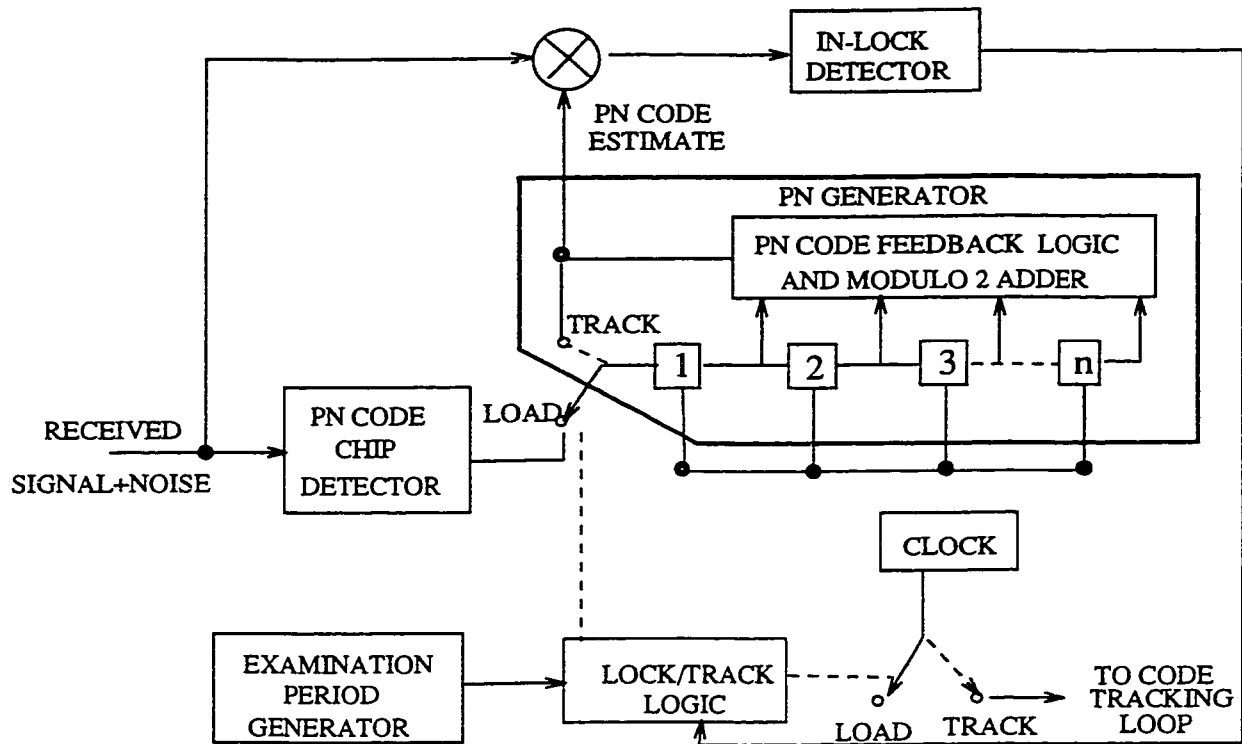 IN-LOCK
DETECTOR
PN CODE
ESTIMATE
PN GENERATOR
PN CODE FEEDBACK LOGIC
AND MODULO 2 ADDER
TRACK
1
2
3
n
LOAD
RECEIVED
SIGNAL+NOISE
PN CODE
CHIP
DETECTOR
CLOCK
EXAMINATION
PERIOD
GENERATOR
LOCK/TRACK
LOGIC
LOAD
TRACK
TO CODE
TRACKING
LOOP